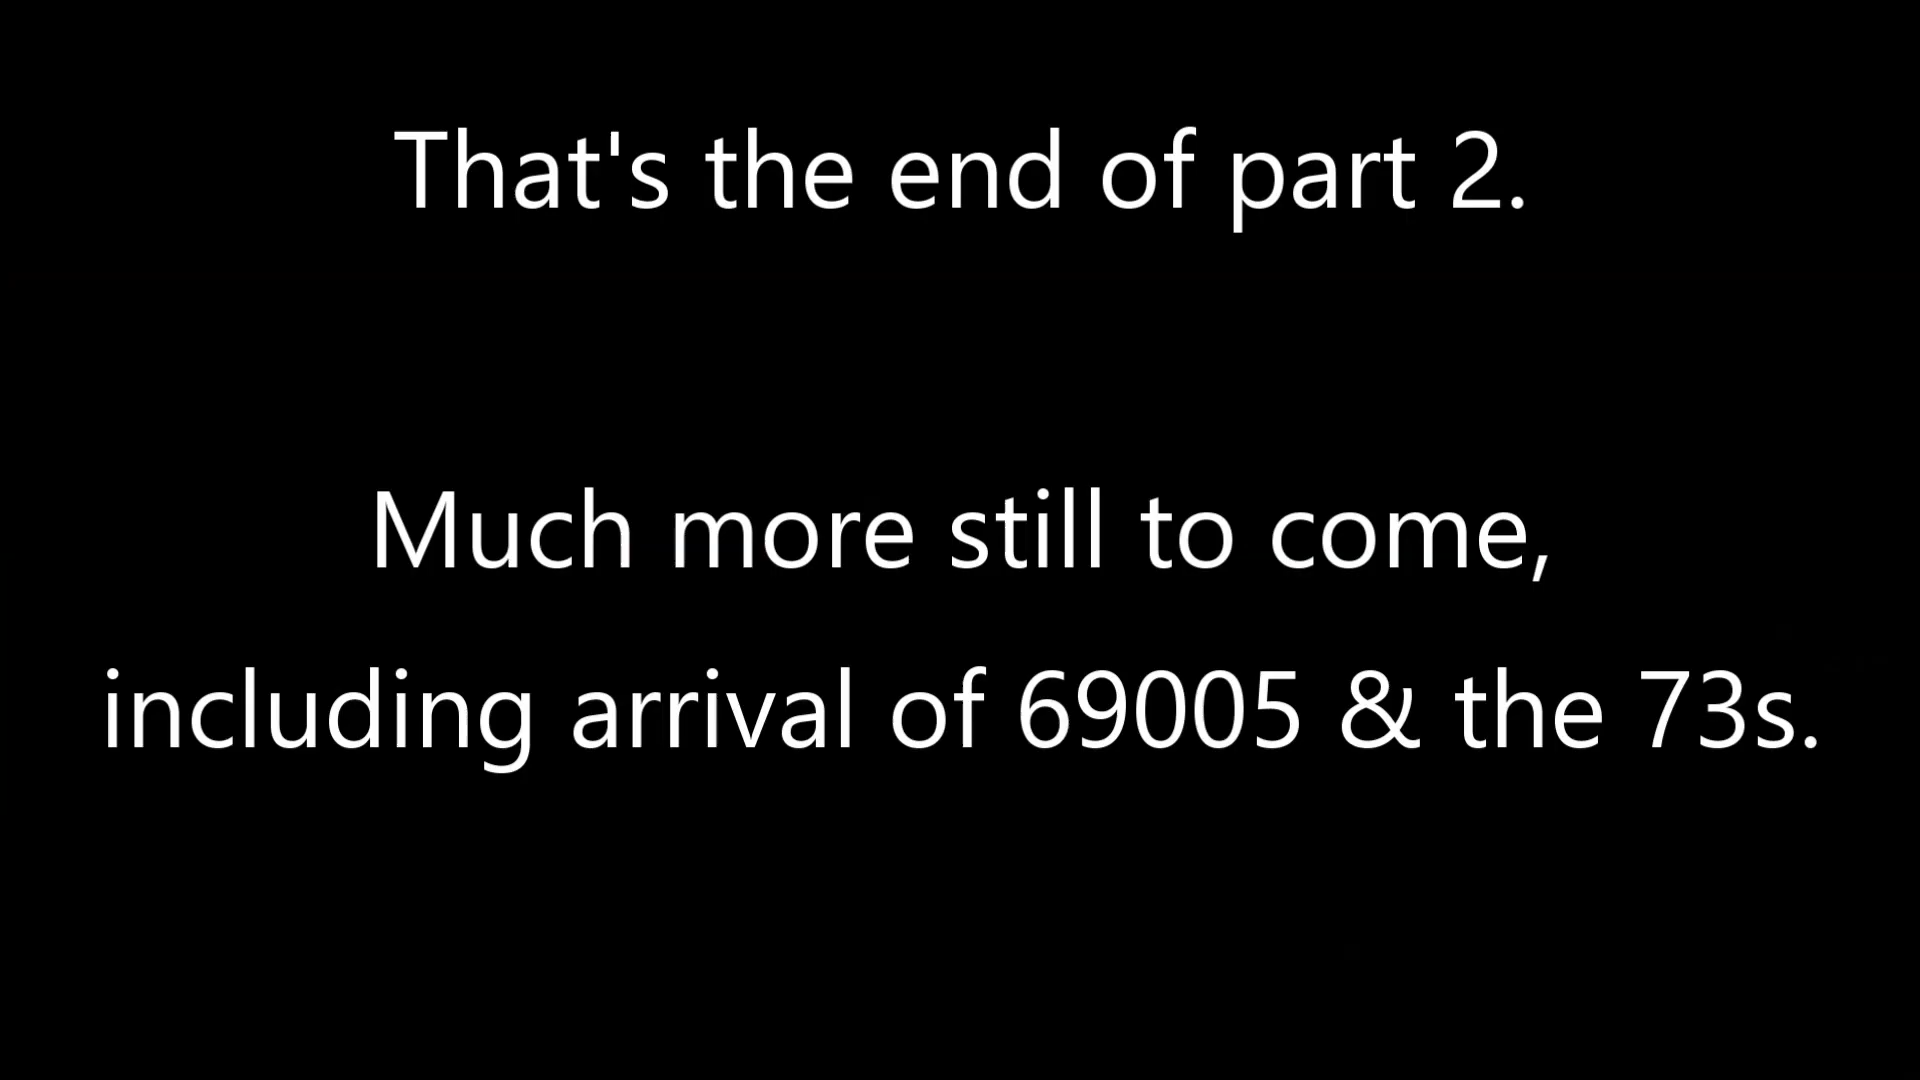 That's the end of part 2.
Much more still to come,
including arrival of 69005 & the 73s.